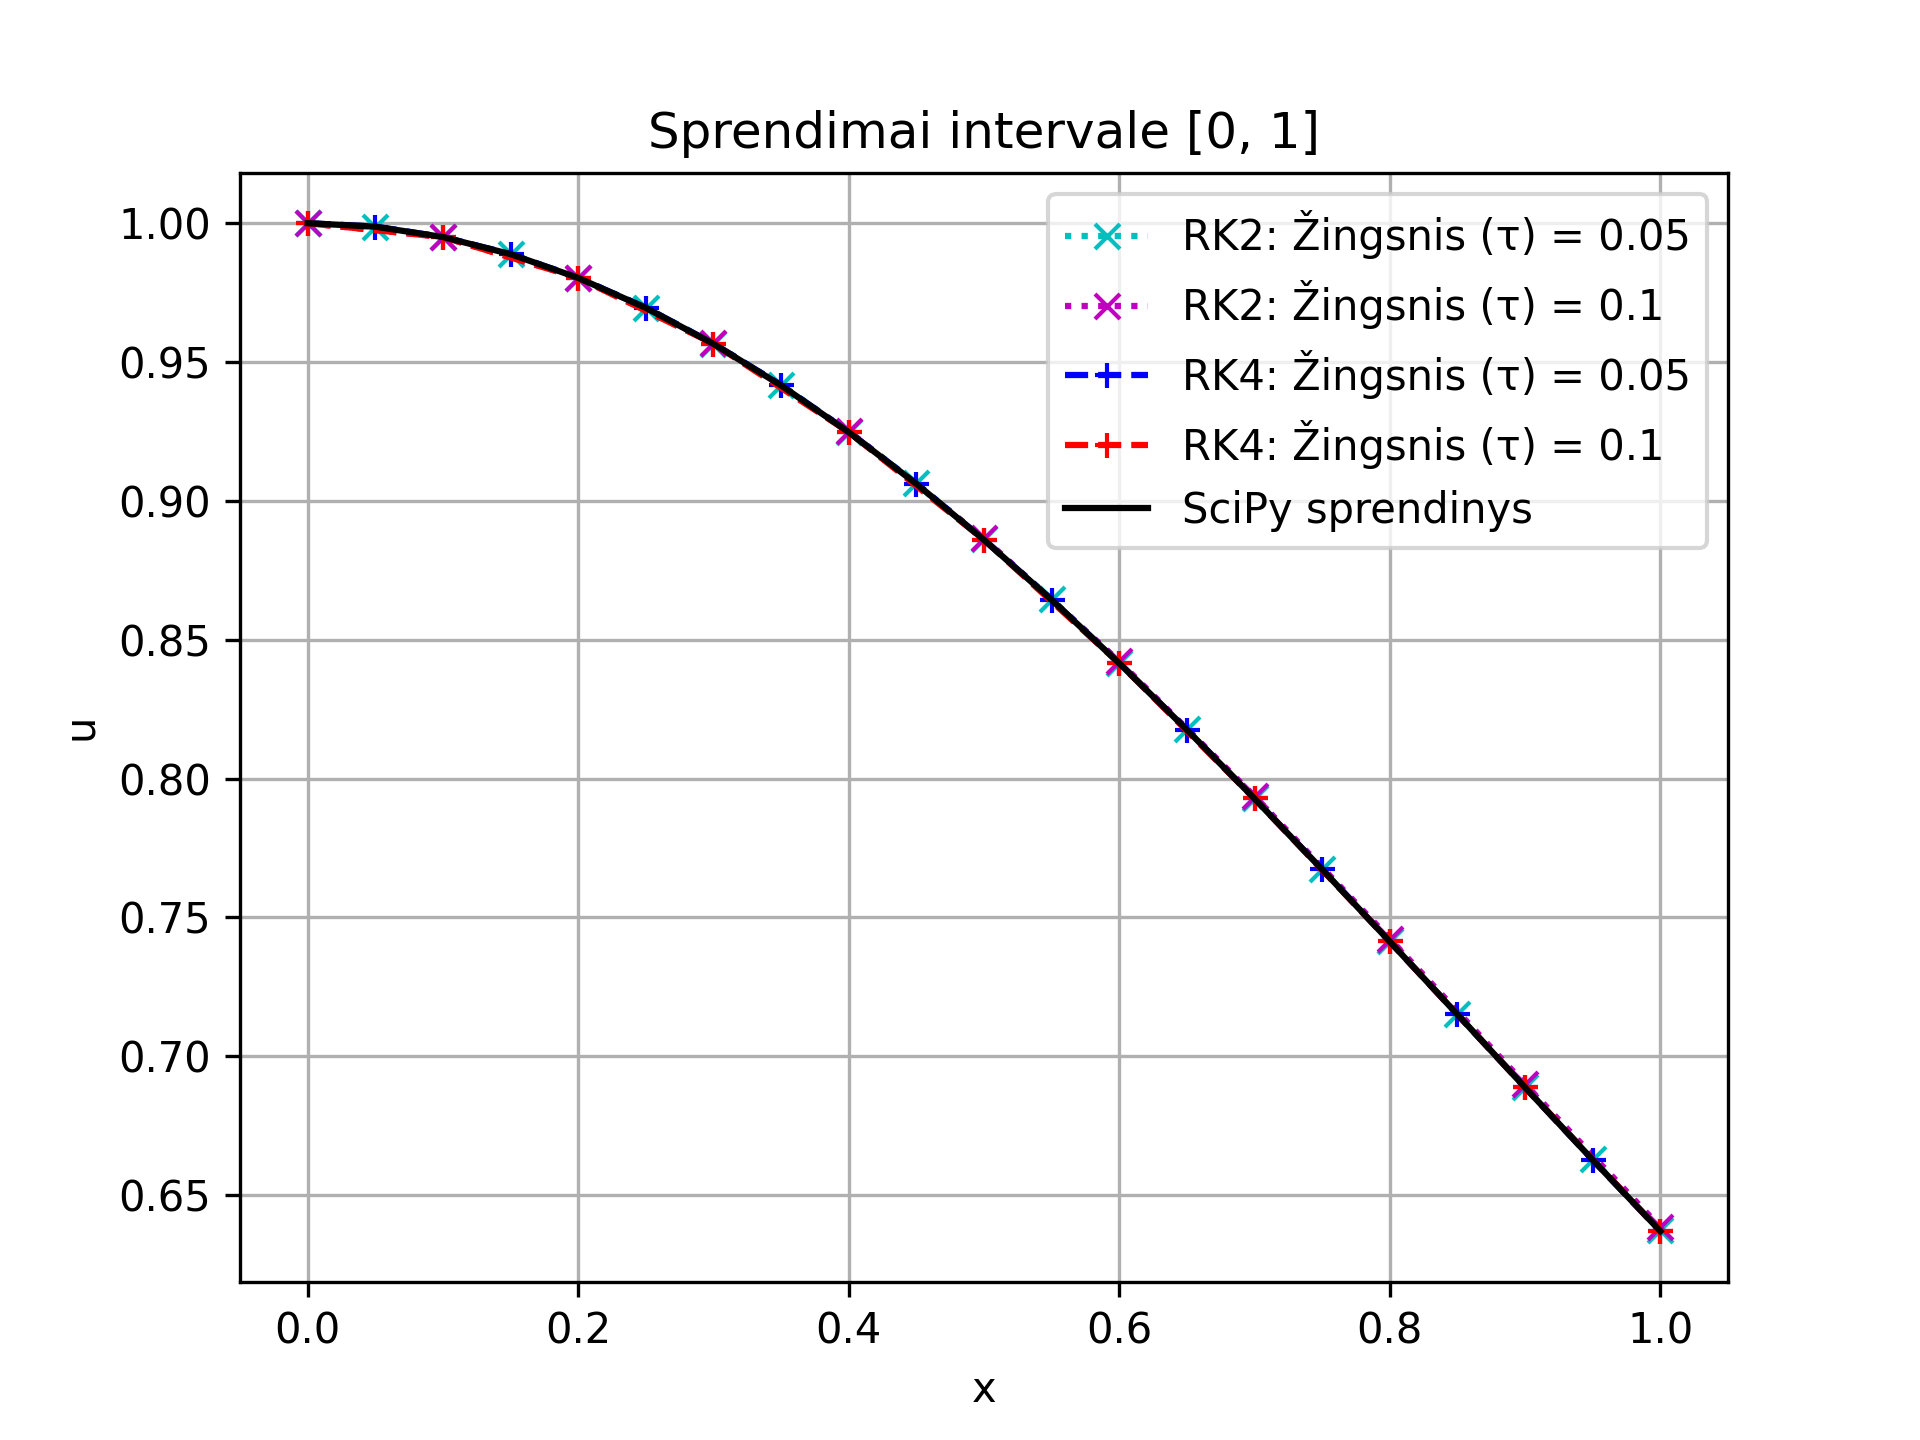 Sprendimai intervale [0, 1]
RK2: Žingsnis (τ) = 0.05
RK2: Žingsnis (τ) = 0.1
RK4: Žingsnis (τ) = 0.05
RK4: Žingsnis (τ) = 0.1
SciPy sprendinys
1.00
0.95
0.90
0.85
0.80
0.75
0.70
0.65
u
0.0 0.2 0.4 0.6 0.8 1.0
x